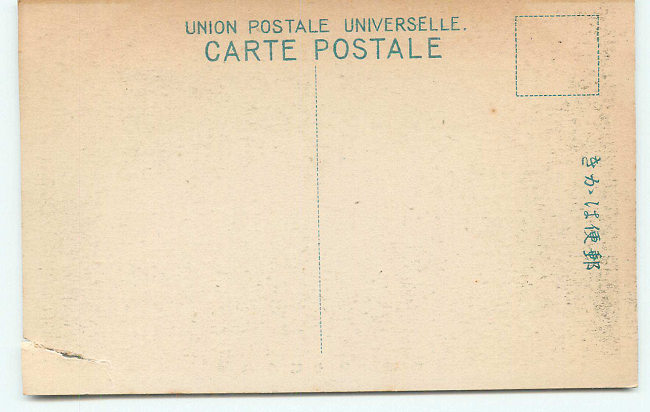 UNION POSTALE UNIVERSELLE.
CARTE POSTALE
郵便はかき